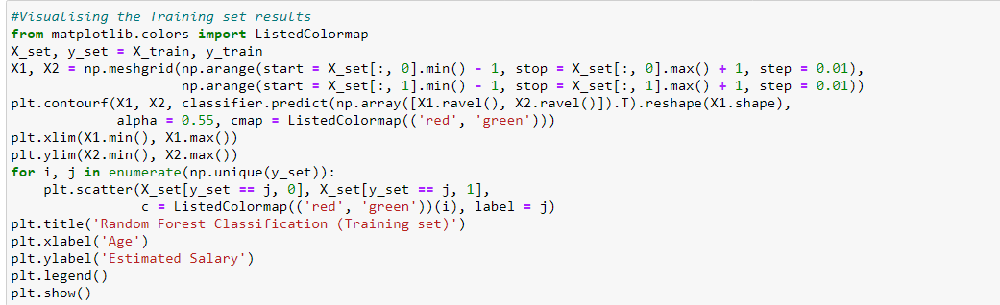 #Visualising the Training set results
from matplotlib.colors import ListedColormap
X_set, y_set = X_train, y_train
X1, X2 = np.meshgrid(np.arange(start = X_set[:, 0].min() - 1, stop = X_set[:, 0].max() + 1, step = 0.01),
                     np.arange(start = X_set[:, 1].min() - 1, stop = X_set[:, 1].max() + 1, step = 0.01))
plt.contourf(X1, X2, classifier.predict(np.array([X1.ravel(), X2.ravel()]).T).reshape(X1.shape),
             alpha = 0.55, cmap = ListedColormap(('red', 'green')))
plt.xlim(X1.min(), X1.max())
plt.ylim(X2.min(), X2.max())
for i, j in enumerate(np.unique(y_set)):
    plt.scatter(X_set[y_set == j, 0], X_set[y_set == j, 1],
                c = ListedColormap(('red', 'green'))(i), label = j)
plt.title('Random Forest Classification (Training set)')
plt.xlabel('Age')
plt.ylabel('Estimated Salary')
plt.legend()
plt.show()